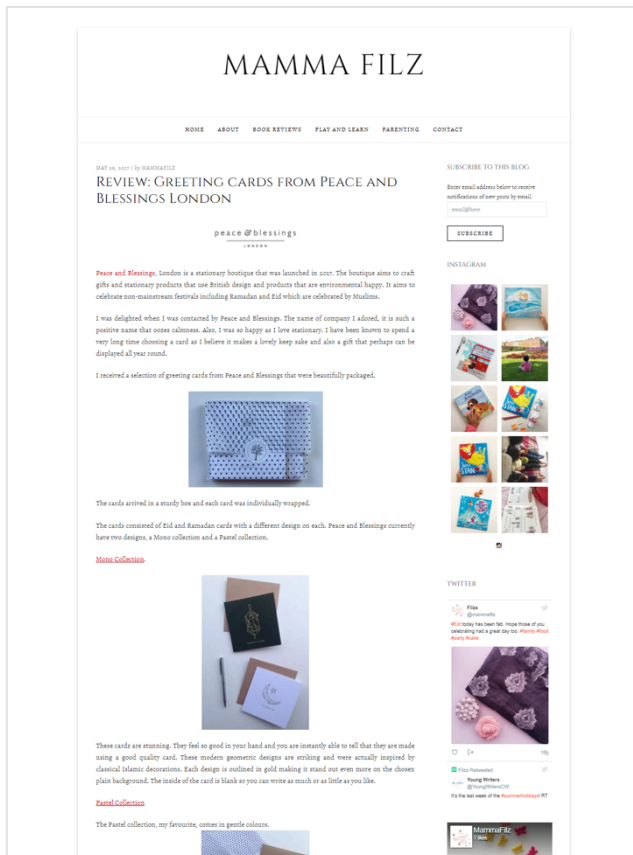 MAMMA FILZ
HOME ABOUT BOOK REVIEWS PLAY AND LEARN PARENTING CONTACT
MAY 26, 2017 / by MAMMAFILZ
Review: Greeting cards from Peace and
Blessings London
peace & blessings
LONDON
Peace and Blessings, London is a stationary boutique that was launched in 2017. The boutique aims to craft
gifts and stationary products that use British design and products that are environmental happy. It aims to
celebrate non-mainstream festivals including Ramadan and Eid which are celebrated by Muslims.
I was delighted when I was contacted by Peace and Blessings. The name of company I adored, it is such a
positive name that oozes calmness. Also, I was so happy as I love stationary. I have been known to spend a
very long time choosing a card as I believe it makes a lovely keep sake and also a gift that perhaps can be
displayed all year round.
I received a selection of greeting cards from Peace and Blessings that were beautifully packaged.
The cards arrived in a sturdy box and each card was individually wrapped.
The cards consisted of Eid and Ramadan cards with a different design on each. Peace and Blessings currently
have two designs, a Mono collection and a Pastel collection.
Mono Collection.
These cards are stunning. They feel so good in your hand and you are instantly able to tell that they are made
using a good quality card. These modern geometric designs are striking and were actually inspired by
classical Islamic decorations. Each design is outlined in gold making it stand out even more on the chosen
plain background. The inside of the card is blank so you can write as much or as little as you like.
Pastel Collection
The Pastel collection, my favourite, comes in gentle colours.
SUBSCRIBE TO THIS BLOG
Enter email address below to receive
notifications of new posts by email.
email@here
SUBSCRIBE
INSTAGRAM
TWITTER
Filza
@mammafilz
#Eid today has been fab. Hope those of you
celebrating had a great day too. #family #food
#party #cake
Filza Retweeted
Young Writers
@YoungWritersCW
It's the last week of the #summerholidays! RT
MammaFilz
7 likes